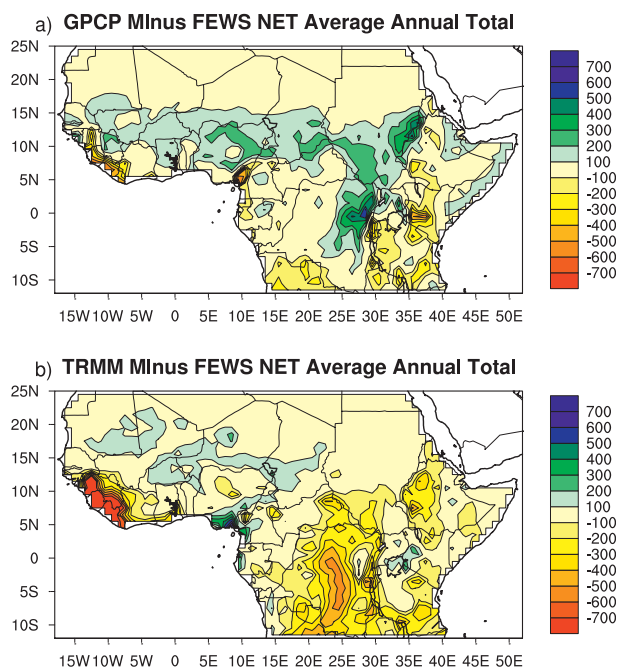 a) GPCP MInus FEWS NET Average Annual Total
25N
20N
15N
10N
5N
0
5S
10S
15W 10W 5W 0 5E 10E 15E 20E 25E 30E 35E 40E 45E 50E
700
600
500
400
300
200
100
-100
-200
-300
-400
-500
-600
-700
b) TRMM MInus FEWS NET Average Annual Total
25N
20N
15N
10N
5N
0
5S
10S
15W 10W 5W 0 5E 10E 15E 20E 25E 30E 35E 40E 45E 50E
700
600
500
400
300
200
100
-100
-200
-300
-400
-500
-600
-700